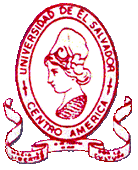 UNIVERSIDAD DE EL SALVADOR
CENTRO AMERICA